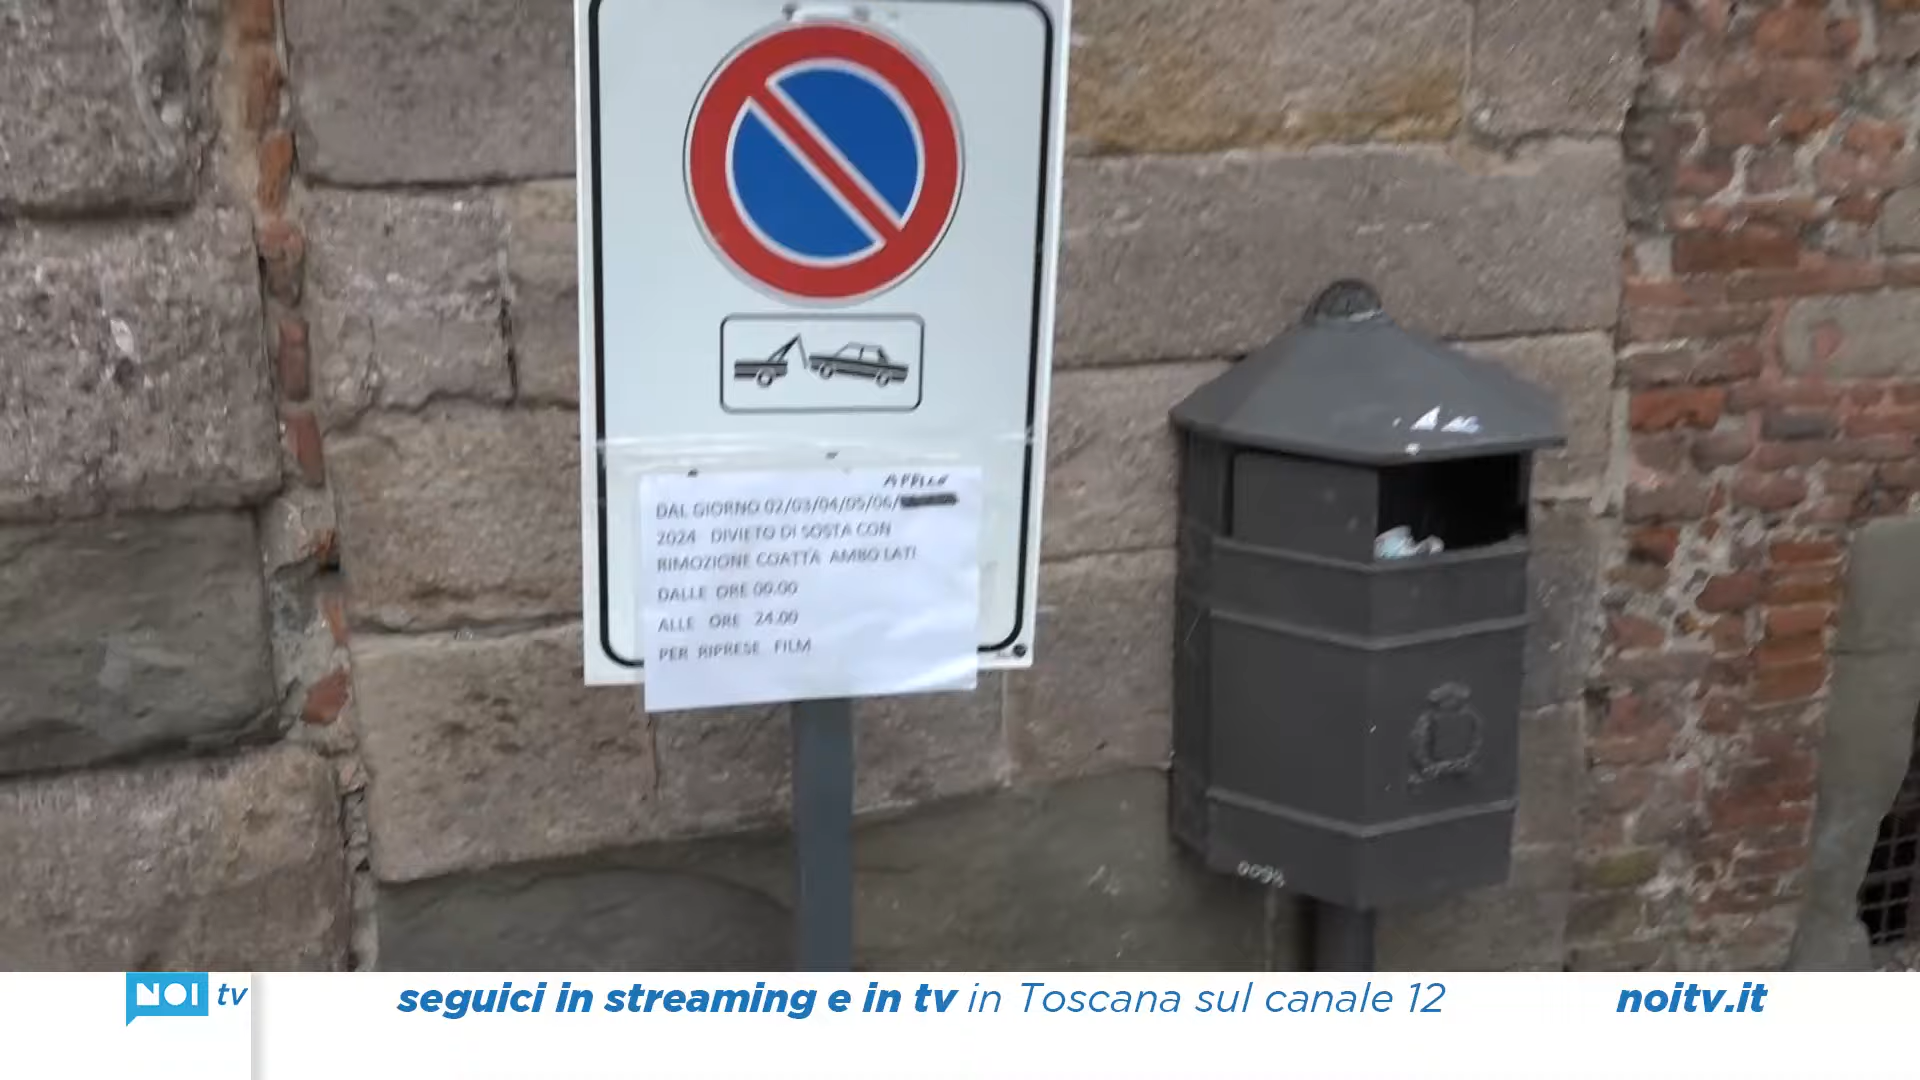 DAL GIORNO 02/03/04/05/06/
2024 DIVIETO DI SOSTA CON
RIMOZIONE COATTA AMBO LATI
DALLE ORE 00.00
ALLE ORE 24.00
PER RIPRESE FILM
0098
NOI tv
seguici in streaming e in tv in Toscana sul canale 12
noitv.it